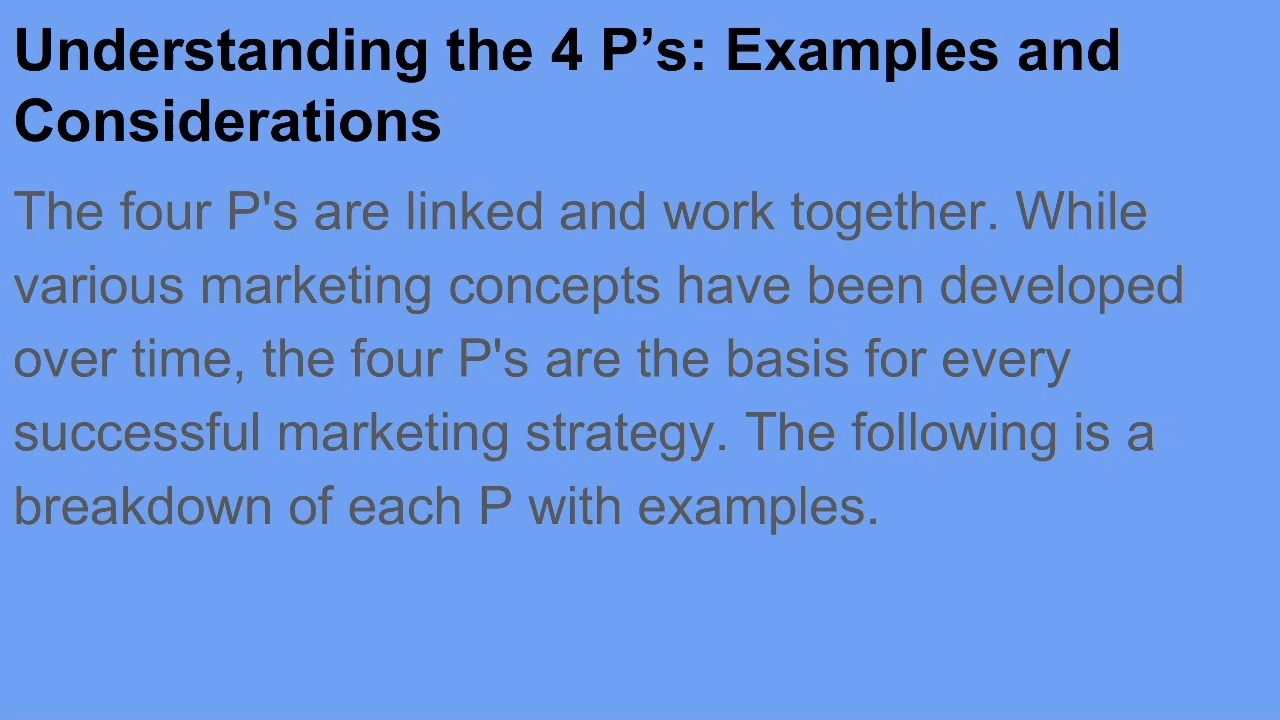 Understanding the 4 P’s: Examples and
Considerations
The four P's are linked and work together. While
various marketing concepts have been developed
over time, the four P's are the basis for every
successful marketing strategy. The following is a
breakdown of each P with examples.